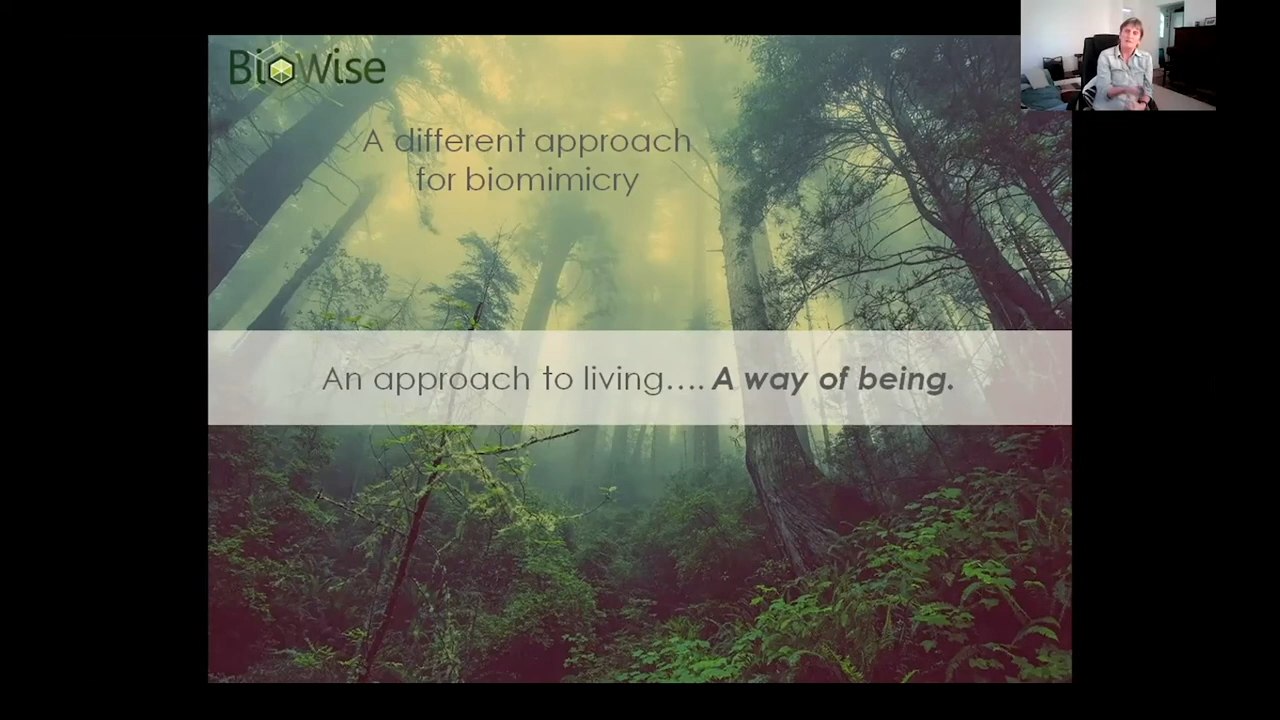 BioWise
A different approach
for biomimicry
An approach to living…. A way of being.